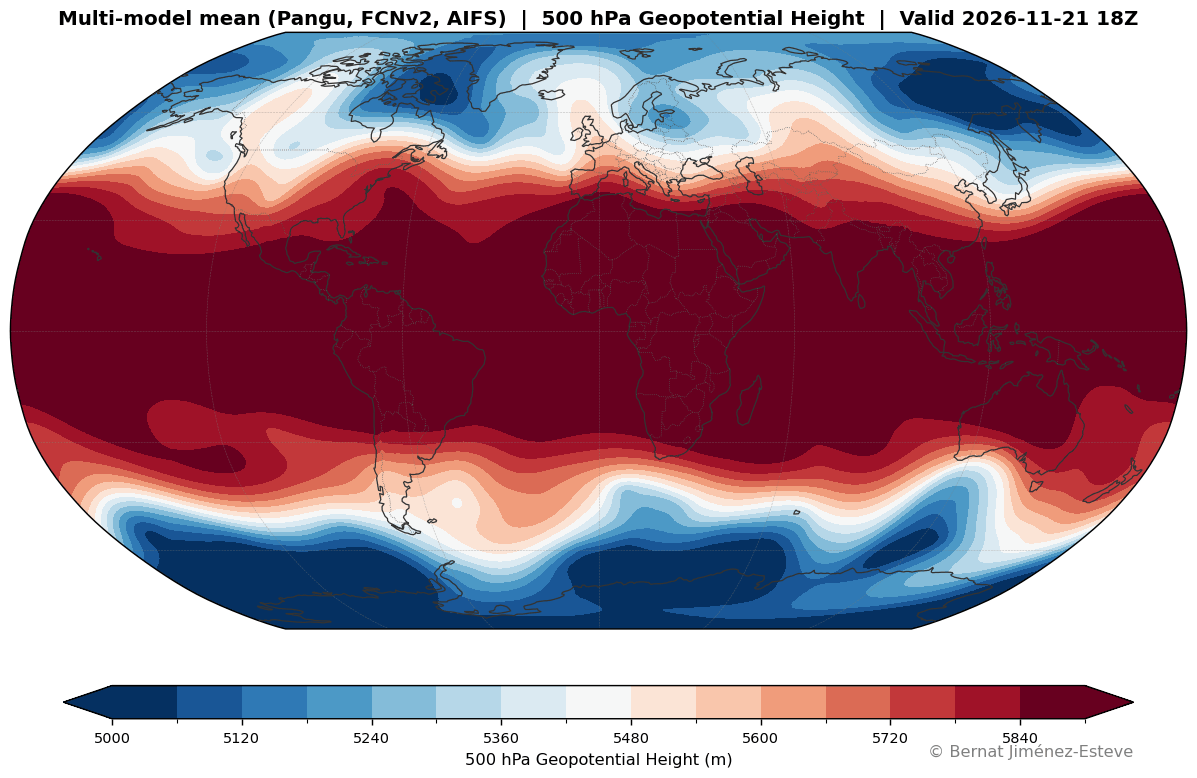 Multi-model mean (Pangu, FCNv2, AIFS)  |  500 hPa Geopotential Height  |  Valid 2026-11-21 18Z
5000 5120 5240 5360 5480 5600 5720 5840
500 hPa Geopotential Height (m)
© Bernat Jiménez-Esteve